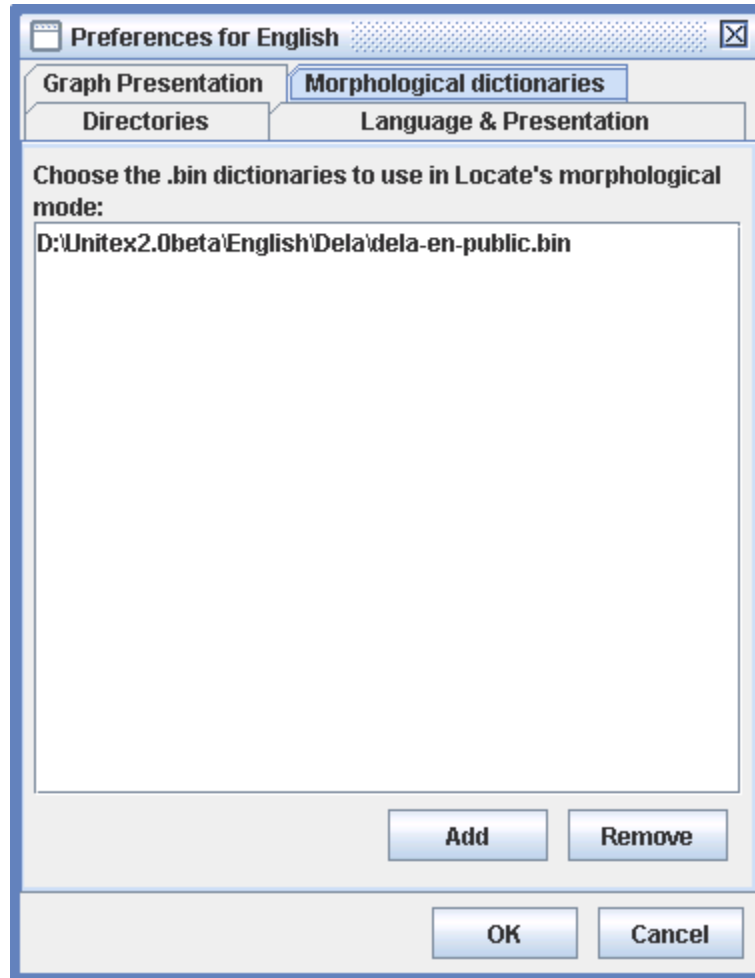 Preferences for English
Graph Presentation
Morphological dictionaries
Directories
Language & Presentation
Choose the .bin dictionaries to use in Locate's morphological
mode:
D:\Unitex2.0beta\English\Dela\dela-en-public.bin
Add
Remove
OK
Cancel